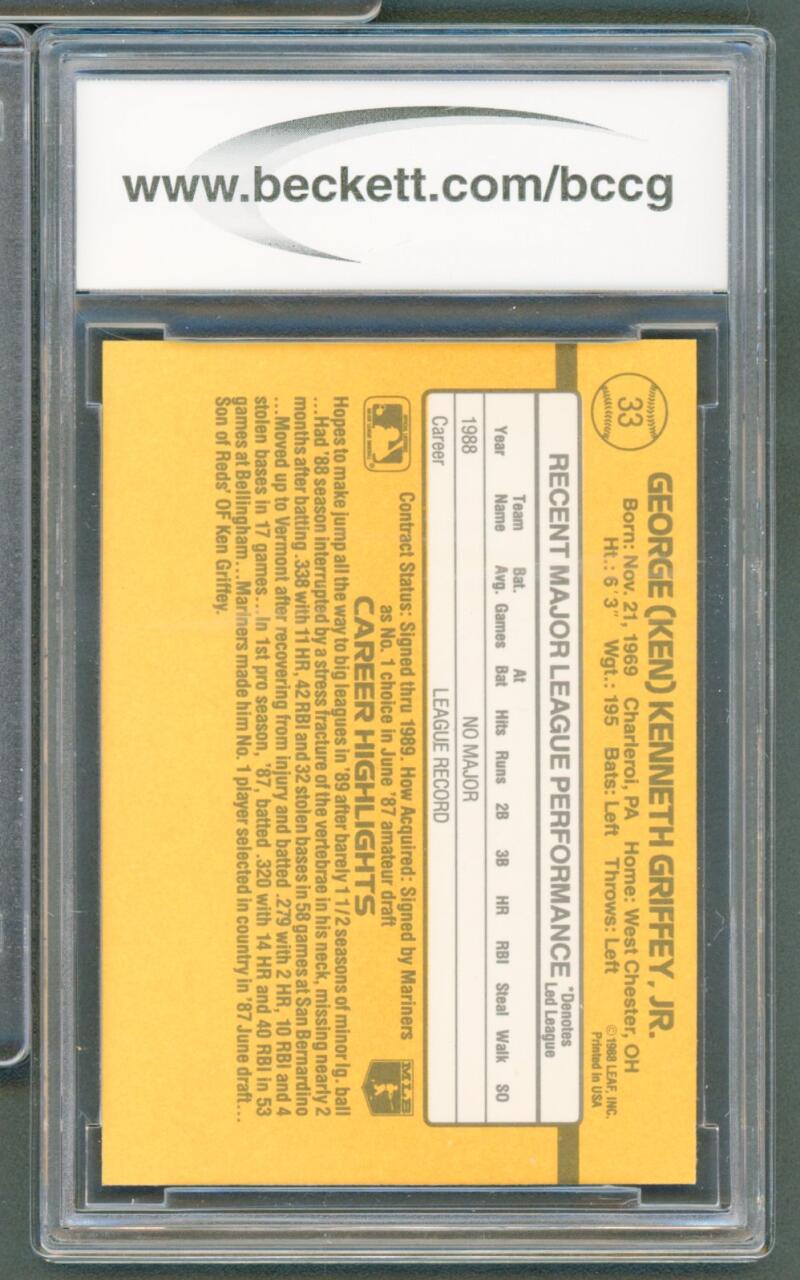 www.beckett.com/bccg
33
GEORGE (KEN) KENNETH GRIFFEY, JR.
Born: Nov. 21, 1969 Charleroi, PA Home: West Chester, OH
Ht.: 6'3" Wgt.: 195 Bats: Left Throws: Left
© 1988 LEAF, INC.
Printed in USA
RECENT MAJOR LEAGUE PERFORMANCE
*Denotes
Led League
Year Team Name Bat. Avg. Games At Bat Hits Runs 2B 3B HR RBI Steal Walk SO
1988 NO MAJOR
Career LEAGUE RECORD
Contract Status: Signed thru 1989. How Acquired: Signed by Mariners
as No. 1 choice in June '87 amateur draft
CAREER HIGHLIGHTS
MLB
Hopes to make jump all the way to big leagues in '89 after barely 1 1/2 seasons of minor lg. ball
...Had '88 season interrupted by a stress fracture of the vertebrae in his neck, missing nearly 2
months after batting .338 with 11 HR, 42 RBI and 32 stolen bases in 58 games at San Bernardino
...Moved up to Vermont after recovering from injury and batted .279 with 2 HR, 10 RBI and 4
stolen bases in 17 games...In 1st pro season, '87, batted .320 with 14 HR and 40 RBI in 53
games at Bellingham...Mariners made him No. 1 player selected in country in '87 June draft...
Son of Reds' OF Ken Griffey.